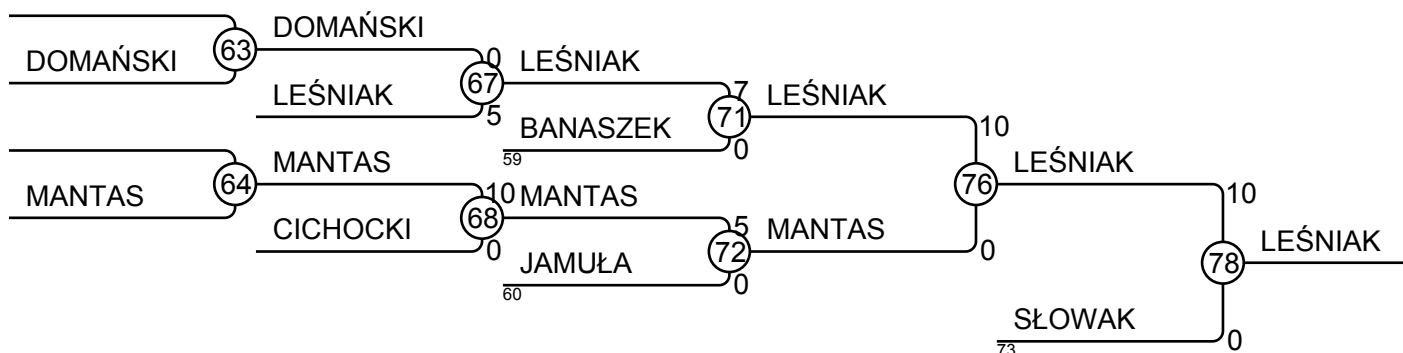 DOMAŃSKI
63
DOMAŃSKI
0
LEŚNIAK
67
5
LEŚNIAK
7
BANASZEK
59
71
0
LEŚNIAK
10
MANTAS
64
MANTAS
10
CICHOCKI
68
0
MANTAS
5
JAMUŁA
60
72
0
MANTAS
76
0
LEŚNIAK
10
SŁOWAK
73
78
0
LEŚNIAK